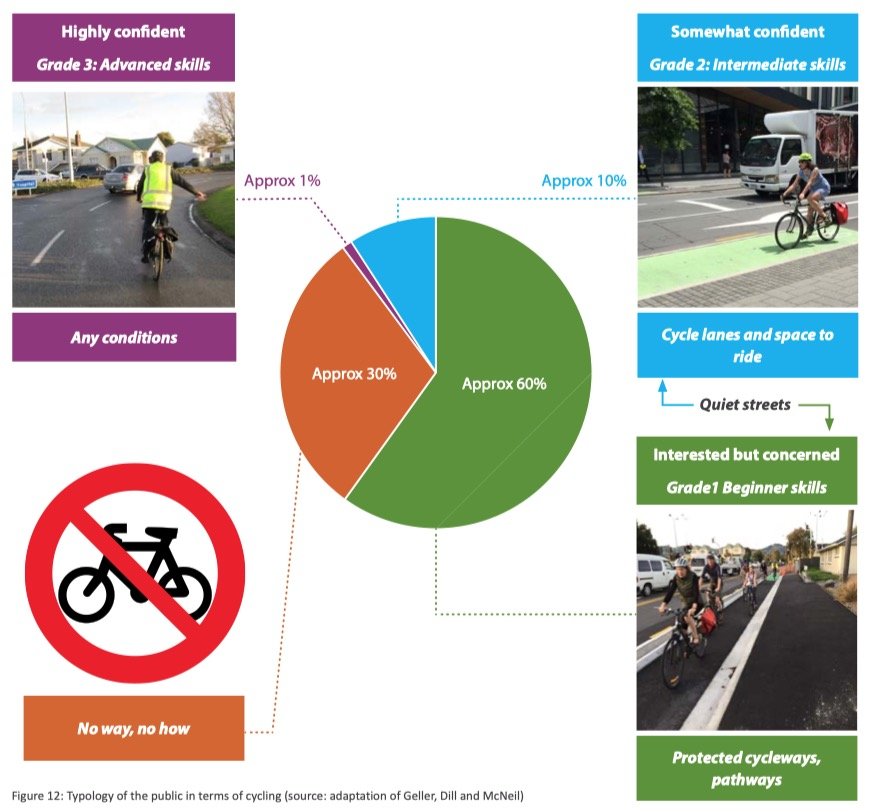 Highly confident
Grade 3: Advanced skills
Any conditions
Approx 1%
Approx 10%
Somewhat confident
Grade 2: Intermediate skills
Cycle lanes and space to
ride
Quiet streets
Approx 30%
Approx 60%
Interested but concerned
Grade1 Beginner skills
Protected cycleways,
pathways
No way, no how
Figure 12: Typology of the public in terms of cycling (source: adaptation of Geller, Dill and McNeil)